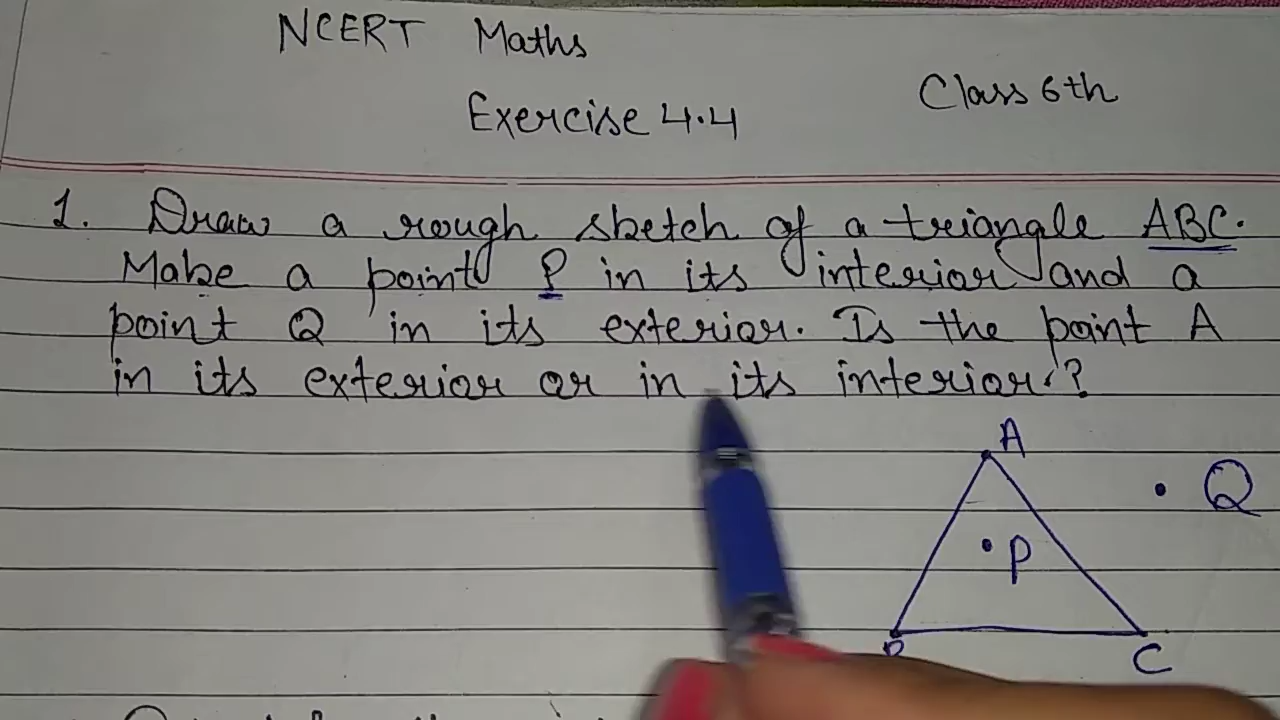 NCERT Maths
Class 6th
Exercise 4.4
1. Draw a rough sketch of a triangle ABC.
Make a point P in its interior and a
point Q in its exterior. Is the point A
in its exterior or in its interior?
A
Q
P
B
C